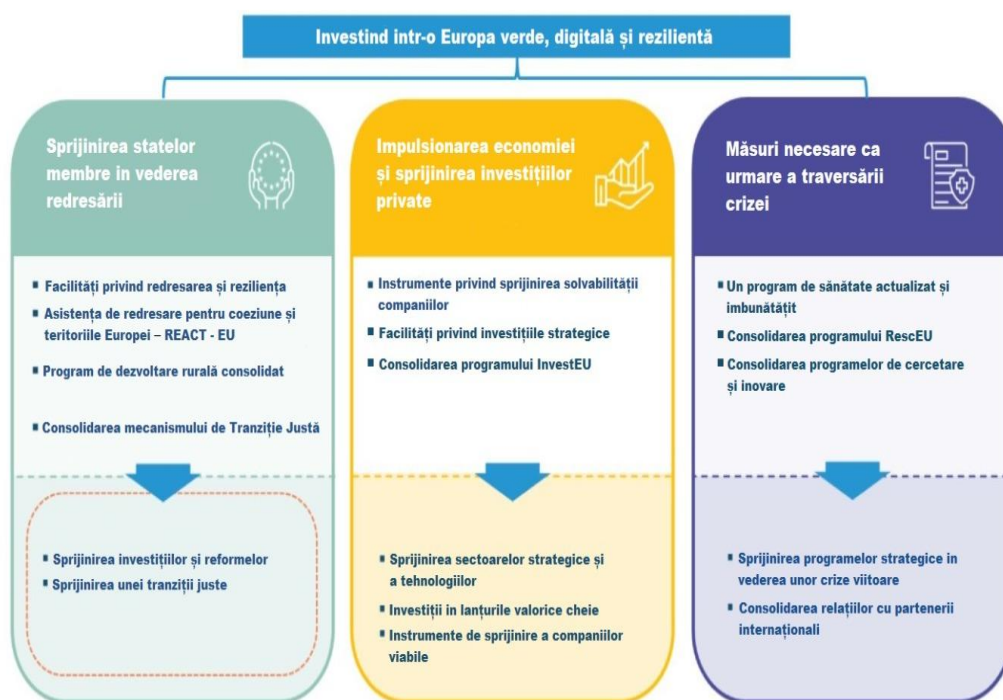 Investind intr-o Europa verde, digitală și rezilientă
Sprijinirea statelor
membre in vederea
redresării
▪ Facilități privind redresarea și reziliența
▪ Asistența de redresare pentru coeziune și
teritoriile Europei – REACT - EU
▪ Program de dezvoltare rurală consolidat
▪ Consolidarea mecanismului de Tranziție Justă
▪ Sprijinirea investițiilor și reformelor
▪ Sprijinirea unei tranziții juste
Impulsionarea economiei
și sprijinirea investițiilor
private
▪ Instrumente privind sprijinirea solvabilității
companiilor
▪ Facilități privind investițiile strategice
▪ Consolidarea programului InvestEU
▪ Sprijinirea sectoarelor strategice și
a tehnologiilor
▪ Investiții in lanțurile valorice cheie
▪ Instrumente de sprijinire a companiilor
viabile
Măsuri necesare ca
urmare a traversării
crizei
▪ Un program de sănătate actualizat și
imbunătățit
▪ Consolidarea programului RescEU
▪ Consolidarea programelor de cercetare
și inovare
▪ Sprijinirea programelor strategice in
vederea unor crize viitoare
▪ Consolidarea relațiilor cu partenerii
internaționali